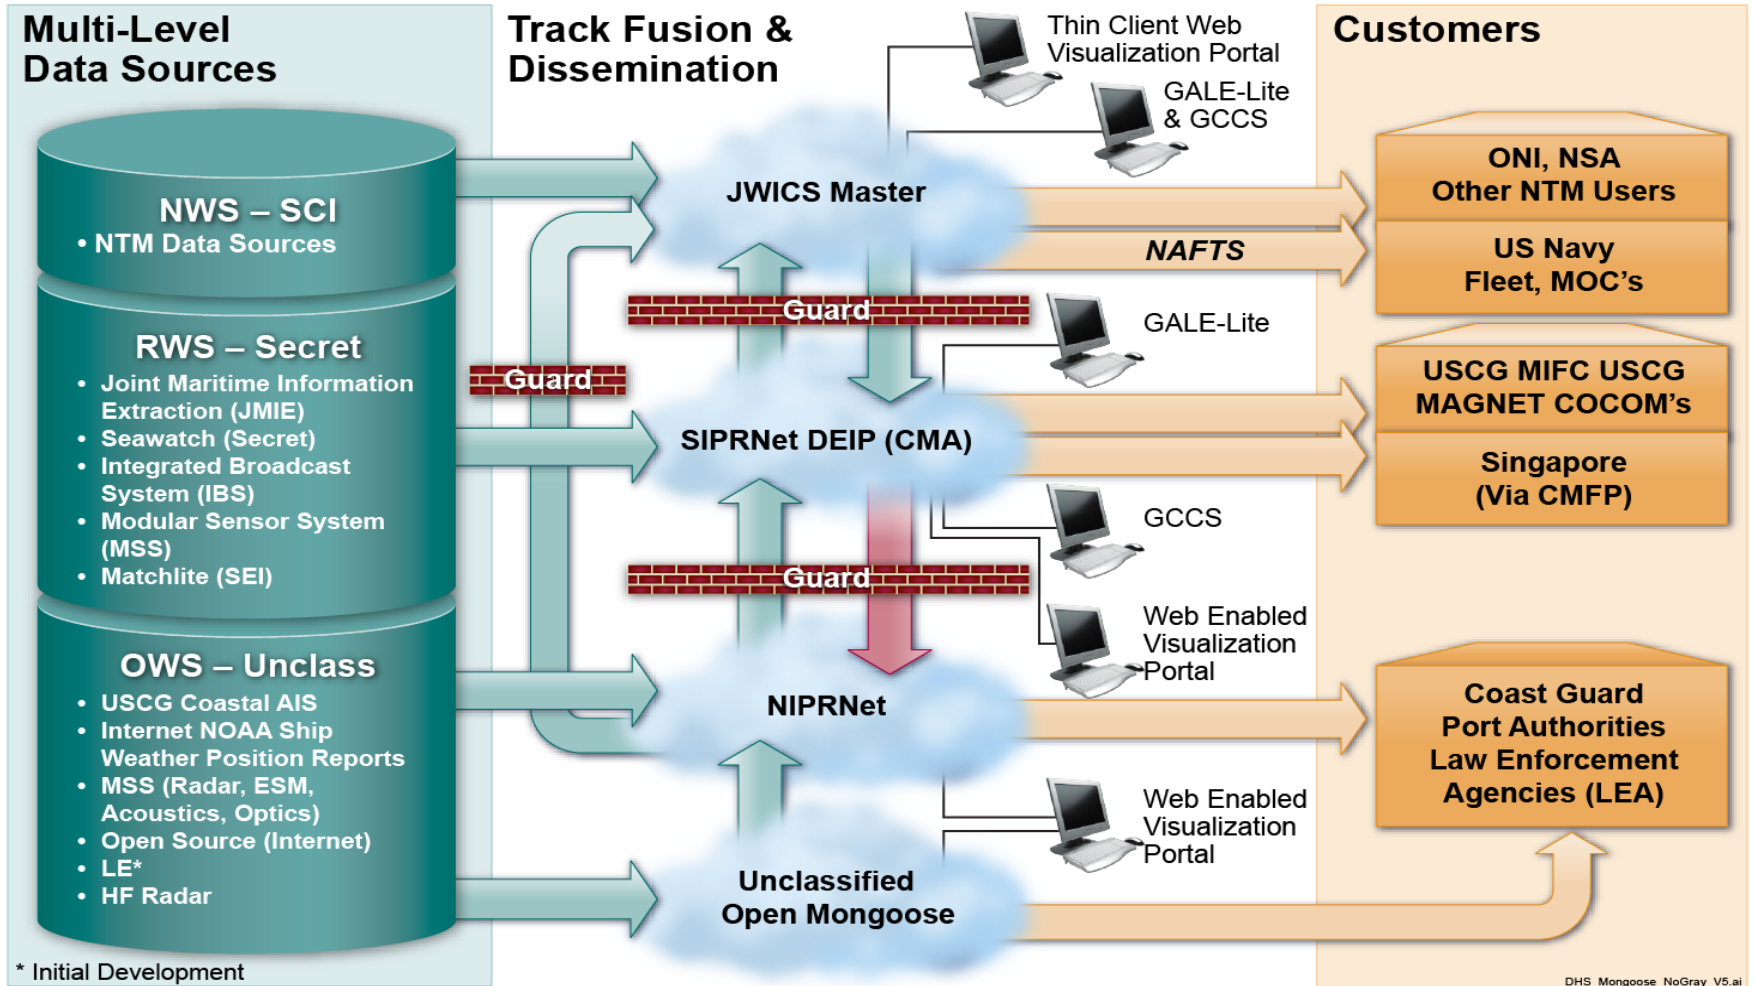 Multi-Level
Data Sources
NWS – SCI
• NTM Data Sources
RWS – Secret
• Joint Maritime Information
Extraction (JMIE)
• Seawatch (Secret)
• Integrated Broadcast
System (IBS)
• Modular Sensor System
(MSS)
• Matchlite (SEI)
OWS – Unclass
• USCG Coastal AIS
• Internet NOAA Ship
Weather Position Reports
• MSS (Radar, ESM,
Acoustics, Optics)
• Open Source (Internet)
• LE*
• HF Radar
* Initial Development
Track Fusion &
Dissemination
Thin Client Web
Visualization Portal
GALE-Lite
& GCCS
JWICS Master
NAFTS
Guard
GALE-Lite
Guard
SIPRNet DEIP (CMA)
GCCS
Guard
Web Enabled
Visualization
Portal
NIPRNet
Web Enabled
Visualization
Portal
Unclassified
Open Mongoose
Customers
ONI, NSA
Other NTM Users
US Navy
Fleet, MOC's
USCG MIFC USCG
MAGNET COCOM's
Singapore
(Via CMFP)
Coast Guard
Port Authorities
Law Enforcement
Agencies (LEA)
DHS_Mongoose_NoGray_V5.ai